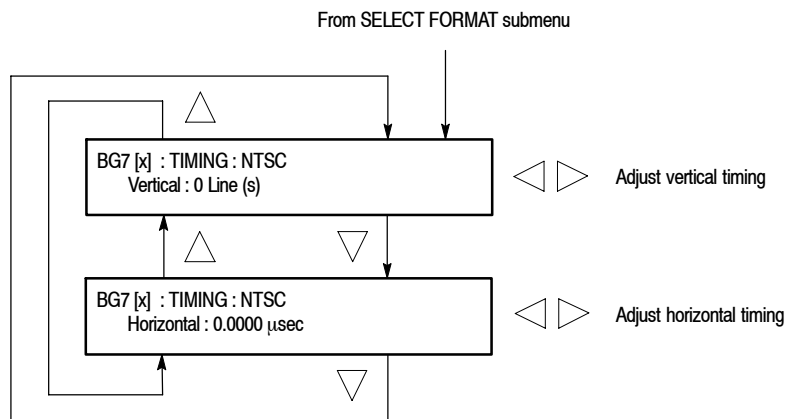 From SELECT FORMAT submenu
BG7 [x] : TIMING : NTSC
Vertical : 0 Line (s)
Adjust vertical timing
BG7 [x] : TIMING : NTSC
Horizontal : 0.0000 μsec
Adjust horizontal timing